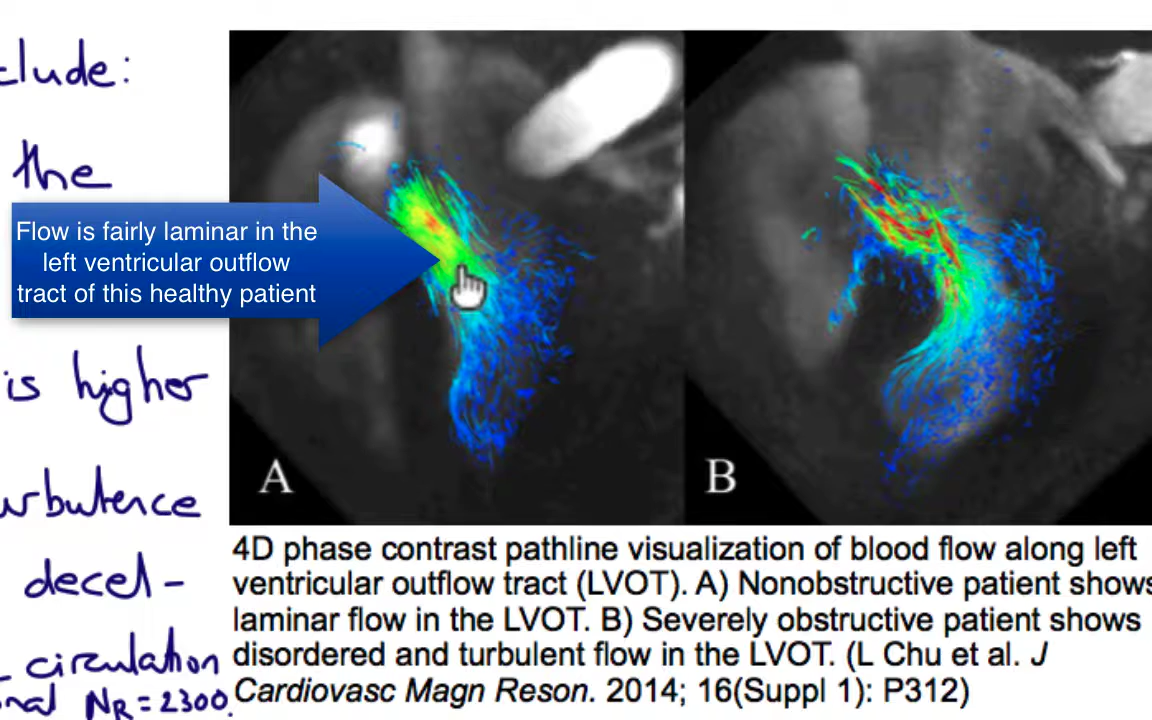 clude:
the
Flow is fairly laminar in the
left ventricular outflow
tract of this healthy patient
is higher
urbulence
decel-
circulation
nal NR=2300.
A
B
4D phase contrast pathline visualization of blood flow along left
ventricular outflow tract (LVOT). A) Nonobstructive patient shows
laminar flow in the LVOT. B) Severely obstructive patient shows
disordered and turbulent flow in the LVOT. (L Chu et al. J
Cardiovasc Magn Reson. 2014; 16(Suppl 1): P312)